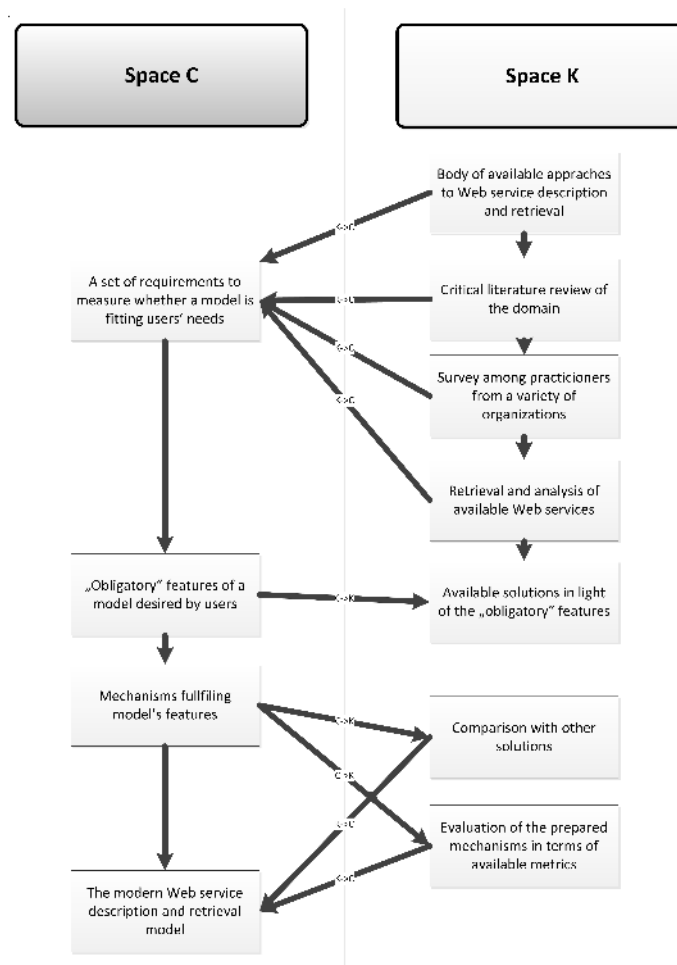 Space C
Space K
Body of available appraches
to Web service description
and retrieval
K->C
A set of requirements to
measure whether a model is
fitting users' needs
K->C
Critical literature review of
the domain
K->C
Survey among practicioners
from a variety of
organizations
K->C
Retrieval and analysis of
available Web services
„Obligatory” features of a
model desired by users
C->K
Available solutions in light
of the „obligatory” features
Mechanisms fullfiling
model's features
C->K
Comparison with other
solutions
C->K
K->C
Evaluation of the prepared
mechanisms in terms of
available metrics
K->C
The modern Web service
description and retrieval
model